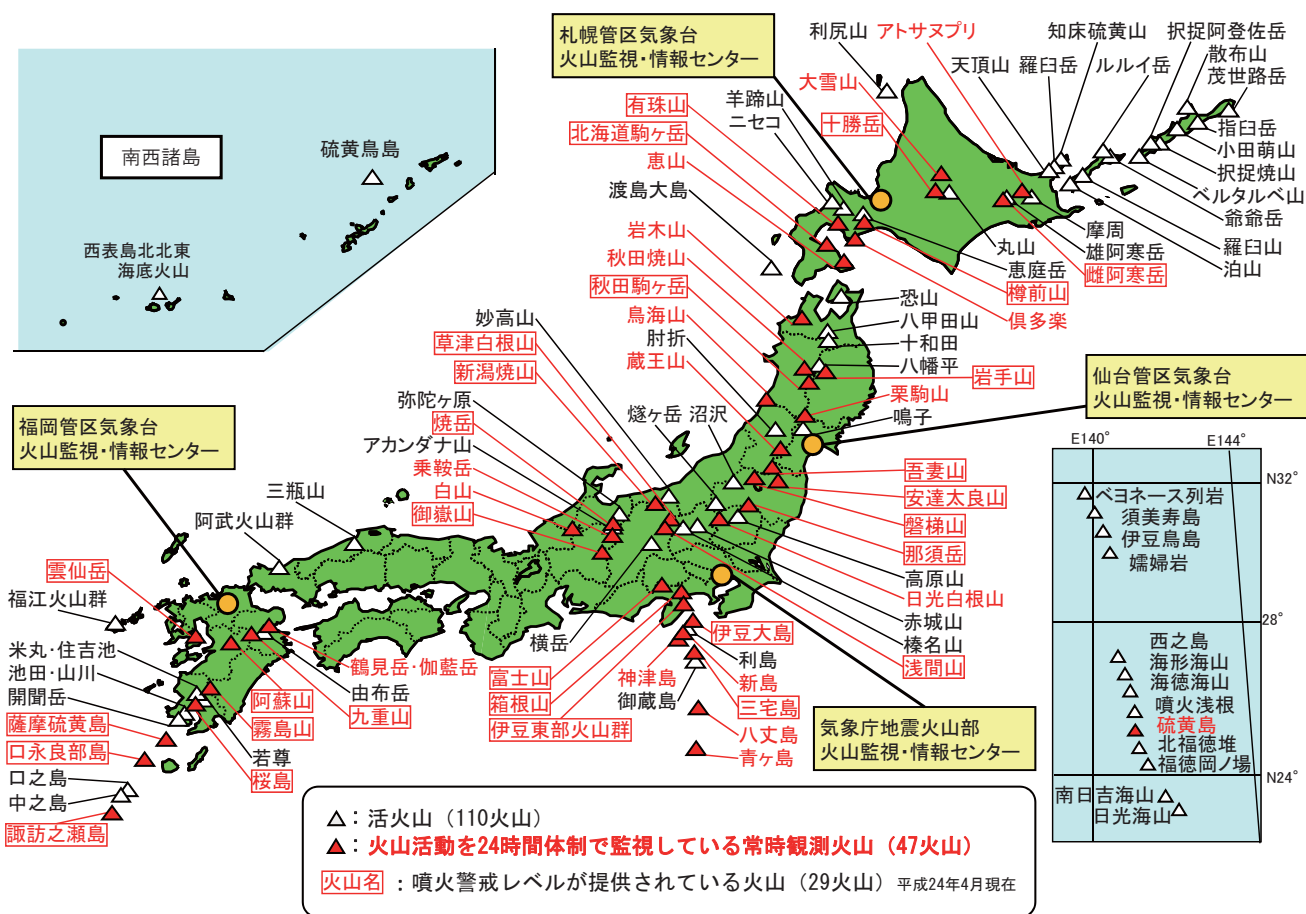 札幌管区気象台
火山監視・情報センター
利尻山
アトサヌプリ
知床硫黄山
択捉阿登佐岳
散布山
茂世路岳
天頂山
羅臼岳
ルルイ岳
大雪山
羊蹄山
ニセコ
有珠山
十勝岳
北海道駒ヶ岳
恵山
渡島大島
指臼岳
小田萌山
択捉焼山
ベルタルベ山
爺爺岳
羅臼山
泊山
摩周
雄阿寒岳
雌阿寒岳
丸山
恵庭岳
樽前山
倶多楽
南西諸島
硫黄鳥島
西表島北北東
海底火山
岩木山
秋田焼山
秋田駒ヶ岳
鳥海山
肘折
蔵王山
恐山
八甲田山
十和田
八幡平
岩手山
栗駒山
鳴子
仙台管区気象台
火山監視・情報センター
妙高山
草津白根山
新潟焼山
弥陀ヶ原
焼岳
アカンダナ山
乗鞍岳
白山
御嶽山
燧ヶ岳
沼沢
吾妻山
安達太良山
磐梯山
那須岳
高原山
日光白根山
赤城山
榛名山
浅間山
福岡管区気象台
火山監視・情報センター
三瓶山
阿武火山群
雲仙岳
福江火山群
米丸・住吉池
池田・山川
開聞岳
薩摩硫黄島
口永良部島
口之島
中之島
諏訪之瀬島
鶴見岳・伽藍岳
由布岳
九重山
阿蘇山
霧島山
若尊
桜島
横岳
富士山
箱根山
伊豆東部火山群
伊豆大島
利島
新島
神津島
御蔵島
三宅島
八丈島
青ヶ島
気象庁地震火山部
火山監視・情報センター
E140°
E144°
N32°
ベヨネース列岩
須美寿島
伊豆鳥島
孀婦岩
28°
西之島
海形海山
海徳海山
噴火浅根
硫黄島
北福徳堆
福徳岡ノ場
N24°
南日吉海山
日光海山
△：活火山（110火山）
▲：火山活動を24時間体制で監視している常時観測火山（47火山）
火山名：噴火警戒レベルが提供されている火山（29火山） 平成24年4月現在